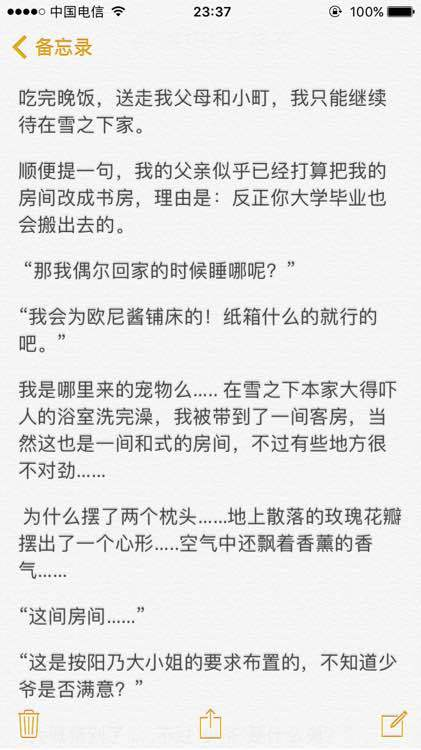 中国电信
23:37
100%
备忘录
吃完晚饭，送走我父母和小町，我只能继续
待在雪之下家。
顺便提一句，我的父亲似乎已经打算把我的
房间改成书房，理由是：反正你大学毕业也
会搬出去的。
“那我偶尔回家的时候睡哪呢？”
“我会为欧尼酱铺床的！纸箱什么的就行的
吧。”
我是哪里来的宠物么..... 在雪之下本家大得吓
人的浴室洗完澡，我被带到了一间客房，当
然这也是一间和式的房间，不过有些地方很
不对劲......
为什么摆了两个枕头......地上散落的玫瑰花瓣
摆出了一个心形.....空气中还飘着香薰的香
气......
“这间房间......”
“这是按阳乃大小姐的要求布置的，不知道少
爷是否满意？”